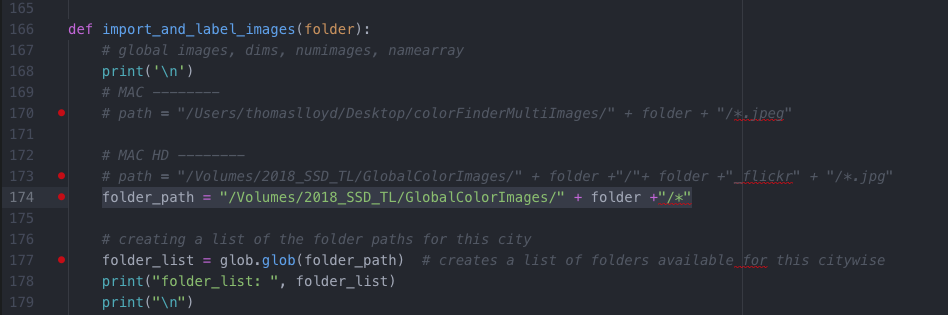 165
166 def import_and_label_images(folder):
167 # global images, dims, numimages, namearray
168 print('\n')
169 # MAC --------
170 # path = "/Users/thomaslloyd/Desktop/colorFinderMultiImages/" + folder + "/*.jpeg"
171
172 # MAC HD --------
173 # path = "/Volumes/2018_SSD_TL/GlobalColorImages/" + folder +"/"+ folder +"_flickr" + "/*.jpg"
174 folder_path = "/Volumes/2018_SSD_TL/GlobalColorImages/" + folder +"/*"
175
176 # creating a list of the folder paths for this city
177 folder_list = glob.glob(folder_path)  # creates a list of folders available for this citywise
178 print("folder_list: ", folder_list)
179 print("\n")